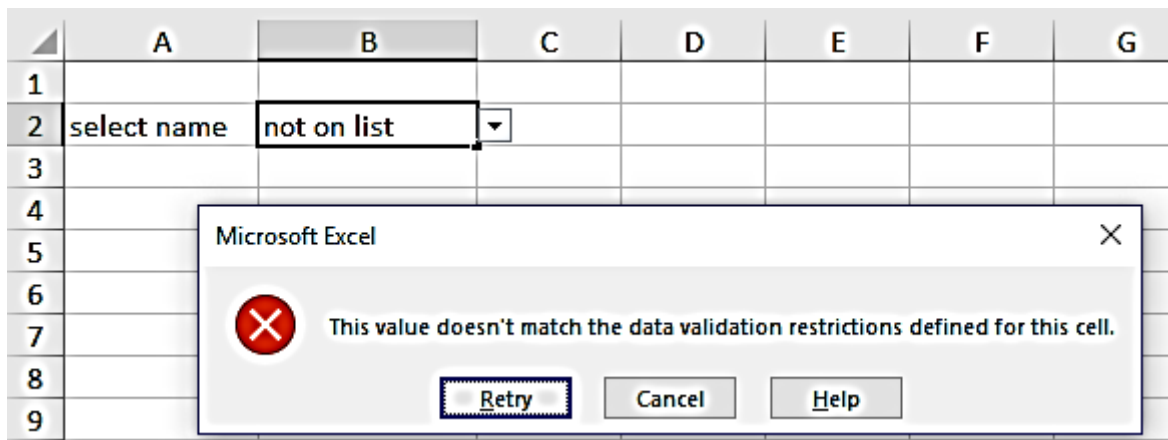 A B C D E F G
1
2 select name not on list
3
4
5 Microsoft Excel
6
7 This value doesn't match the data validation restrictions defined for this cell.
8 Retry Cancel Help
9